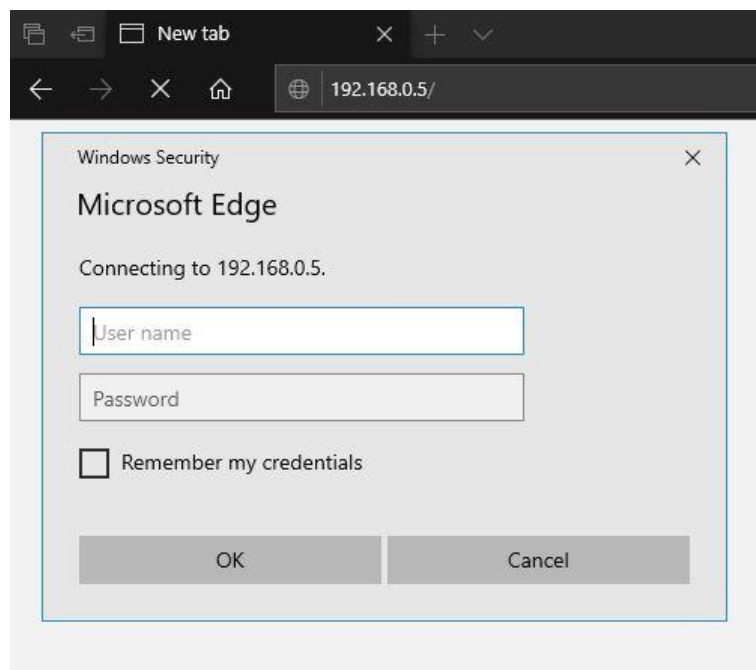 New tab
192.168.0.5/
Windows Security
Microsoft Edge
Connecting to 192.168.0.5.
User name
Password
Remember my credentials
OK Cancel